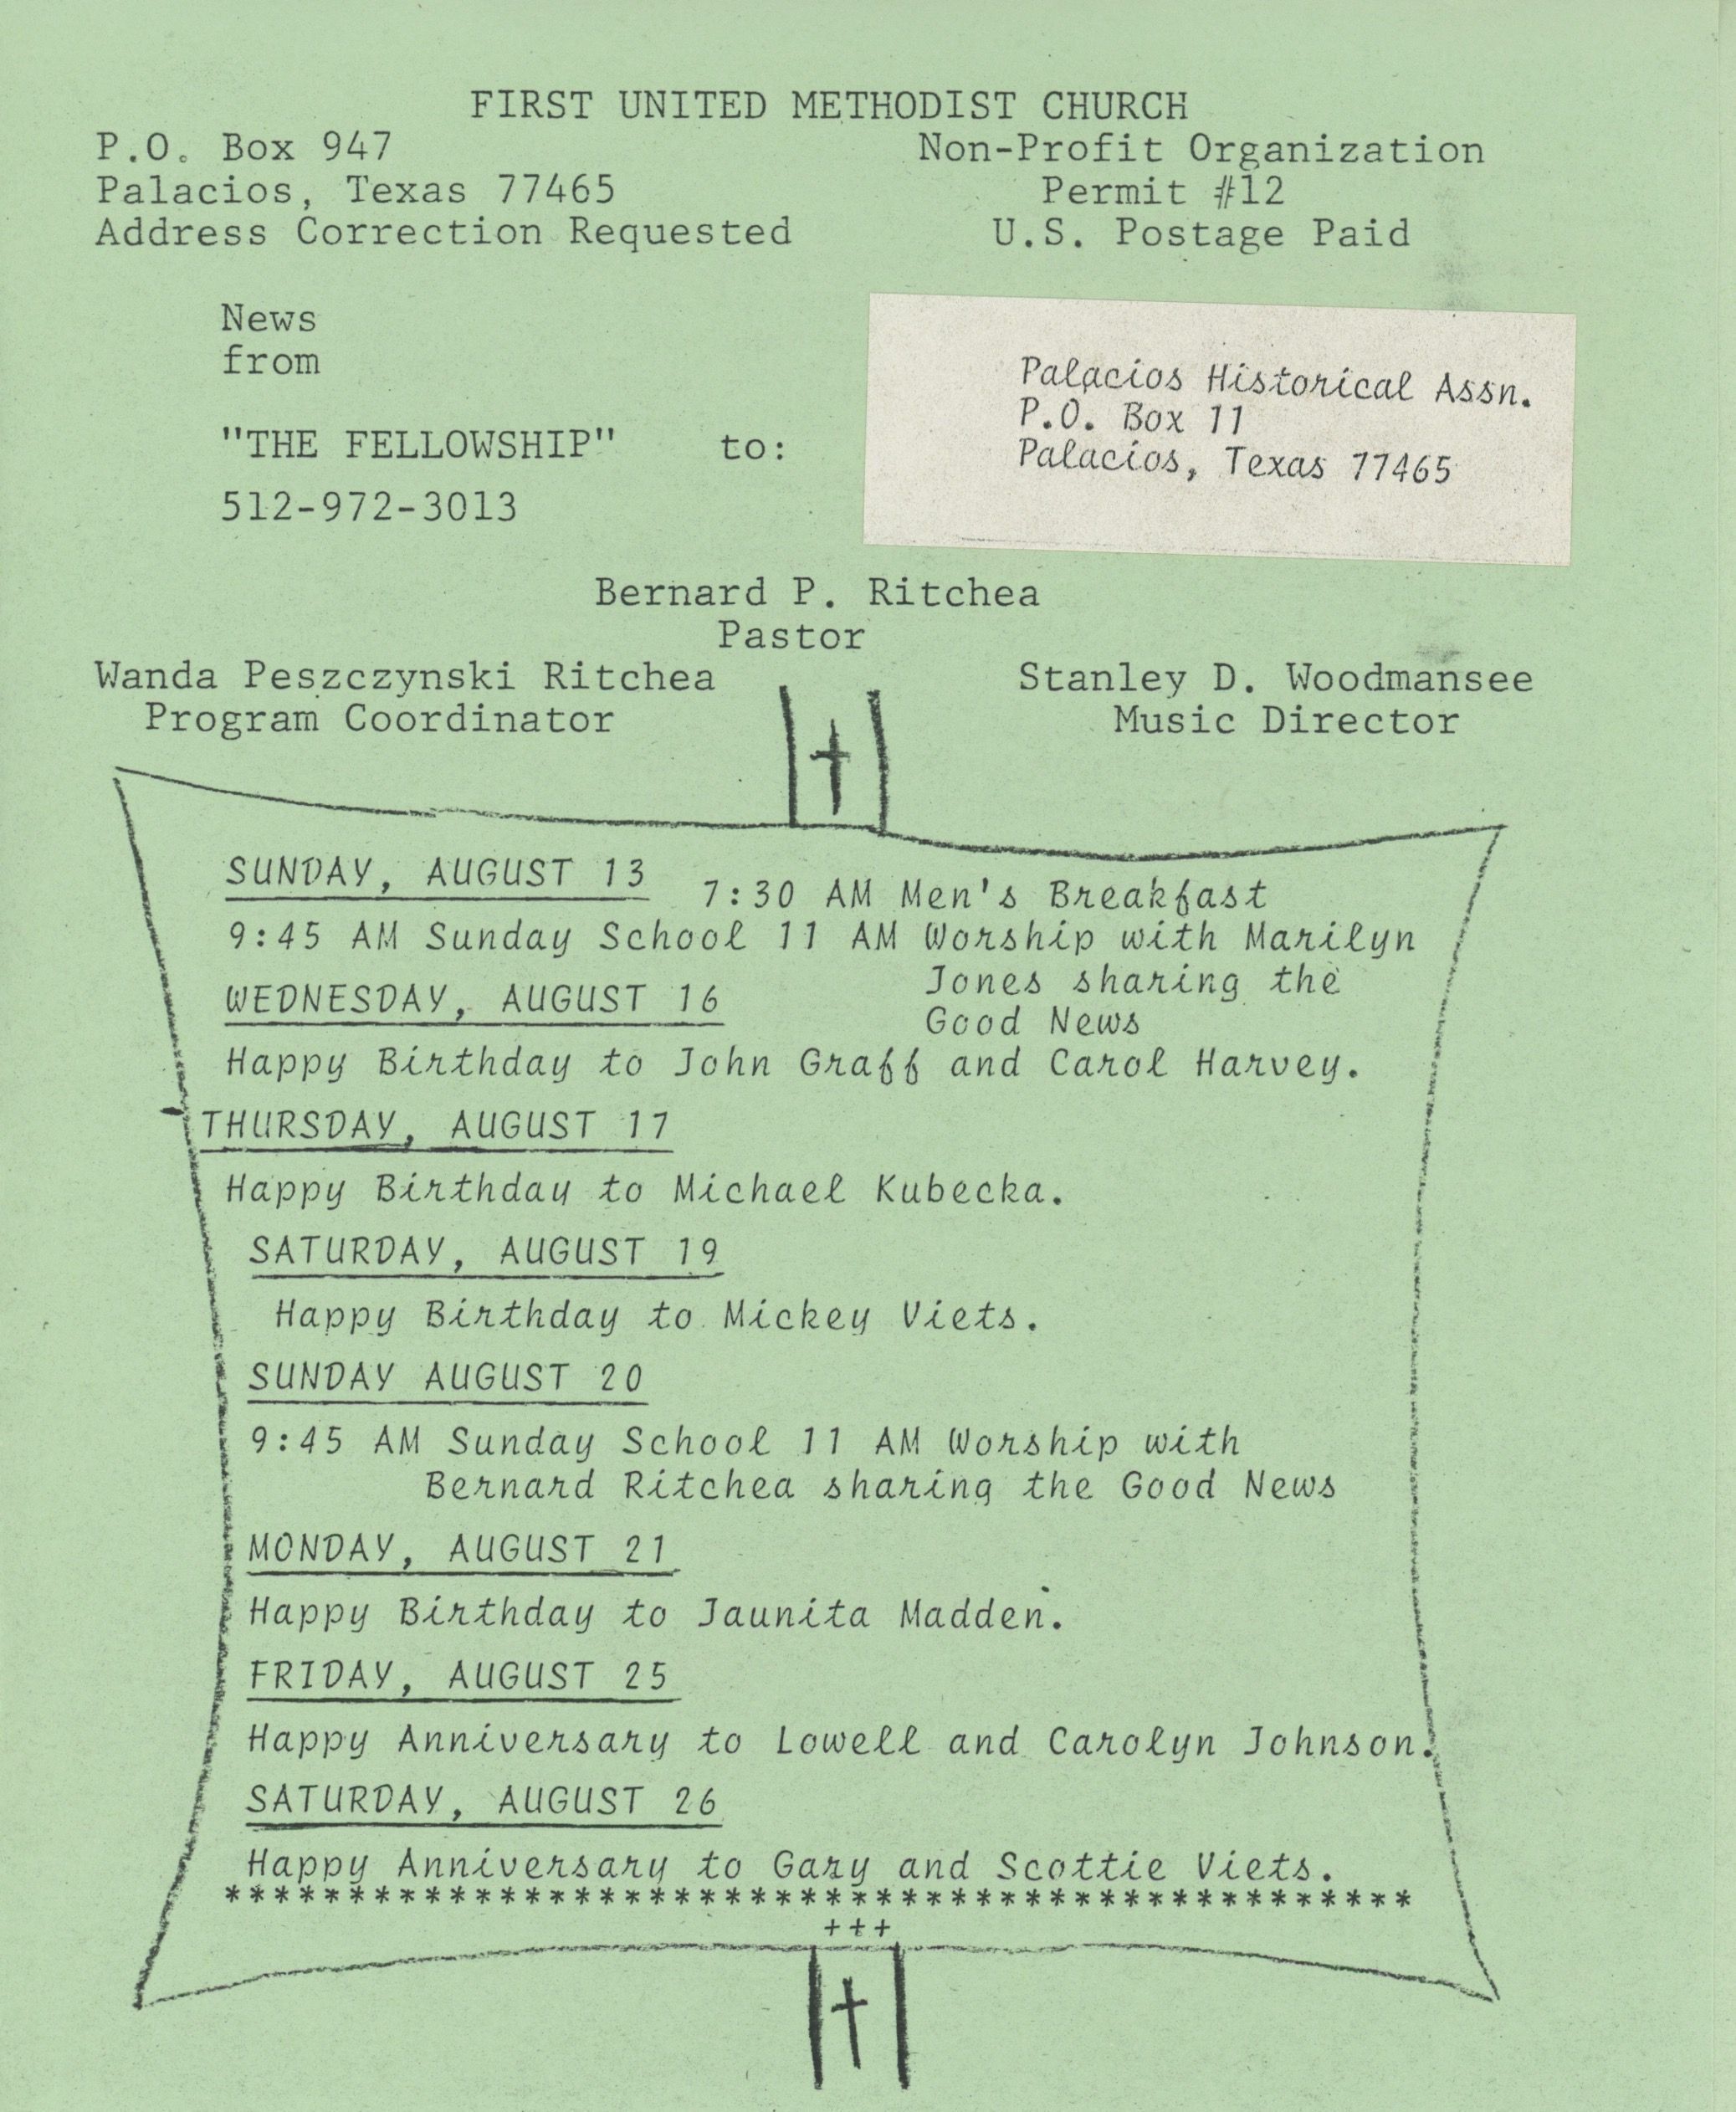 FIRST UNITED METHODIST CHURCH
P.O. Box 947
Palacios, Texas 77465
Address Correction Requested
Non-Profit Organization
Permit #12
U.S. Postage Paid
News
from
"THE FELLOWSHIP" to:
512-972-3013
Palacios Historical Assn.
P.O. Box 11
Palacios, Texas 77465
Bernard P. Ritchea
Pastor
Wanda Peszczynski Ritchea
Program Coordinator
Stanley D. Woodmansee
Music Director
SUNDAY, AUGUST 13 7:30 AM Men's Breakfast
9:45 AM Sunday School 11 AM Worship with Marilyn
Jones sharing the
Good News
WEDNESDAY, AUGUST 16
Happy Birthday to John Graff and Carol Harvey.
THURSDAY, AUGUST 17
Happy Birthday to Michael Kubecka.
SATURDAY, AUGUST 19
Happy Birthday to Mickey Viets.
SUNDAY AUGUST 20
9:45 AM Sunday School 11 AM Worship with
Bernard Ritchea sharing the Good News
MONDAY, AUGUST 21
Happy Birthday to Jaunita Madden.
FRIDAY, AUGUST 25
Happy Anniversary to Lowell and Carolyn Johnson.
SATURDAY, AUGUST 26
Happy Anniversary to Gary and Scottie Viets.
************************************************
+++